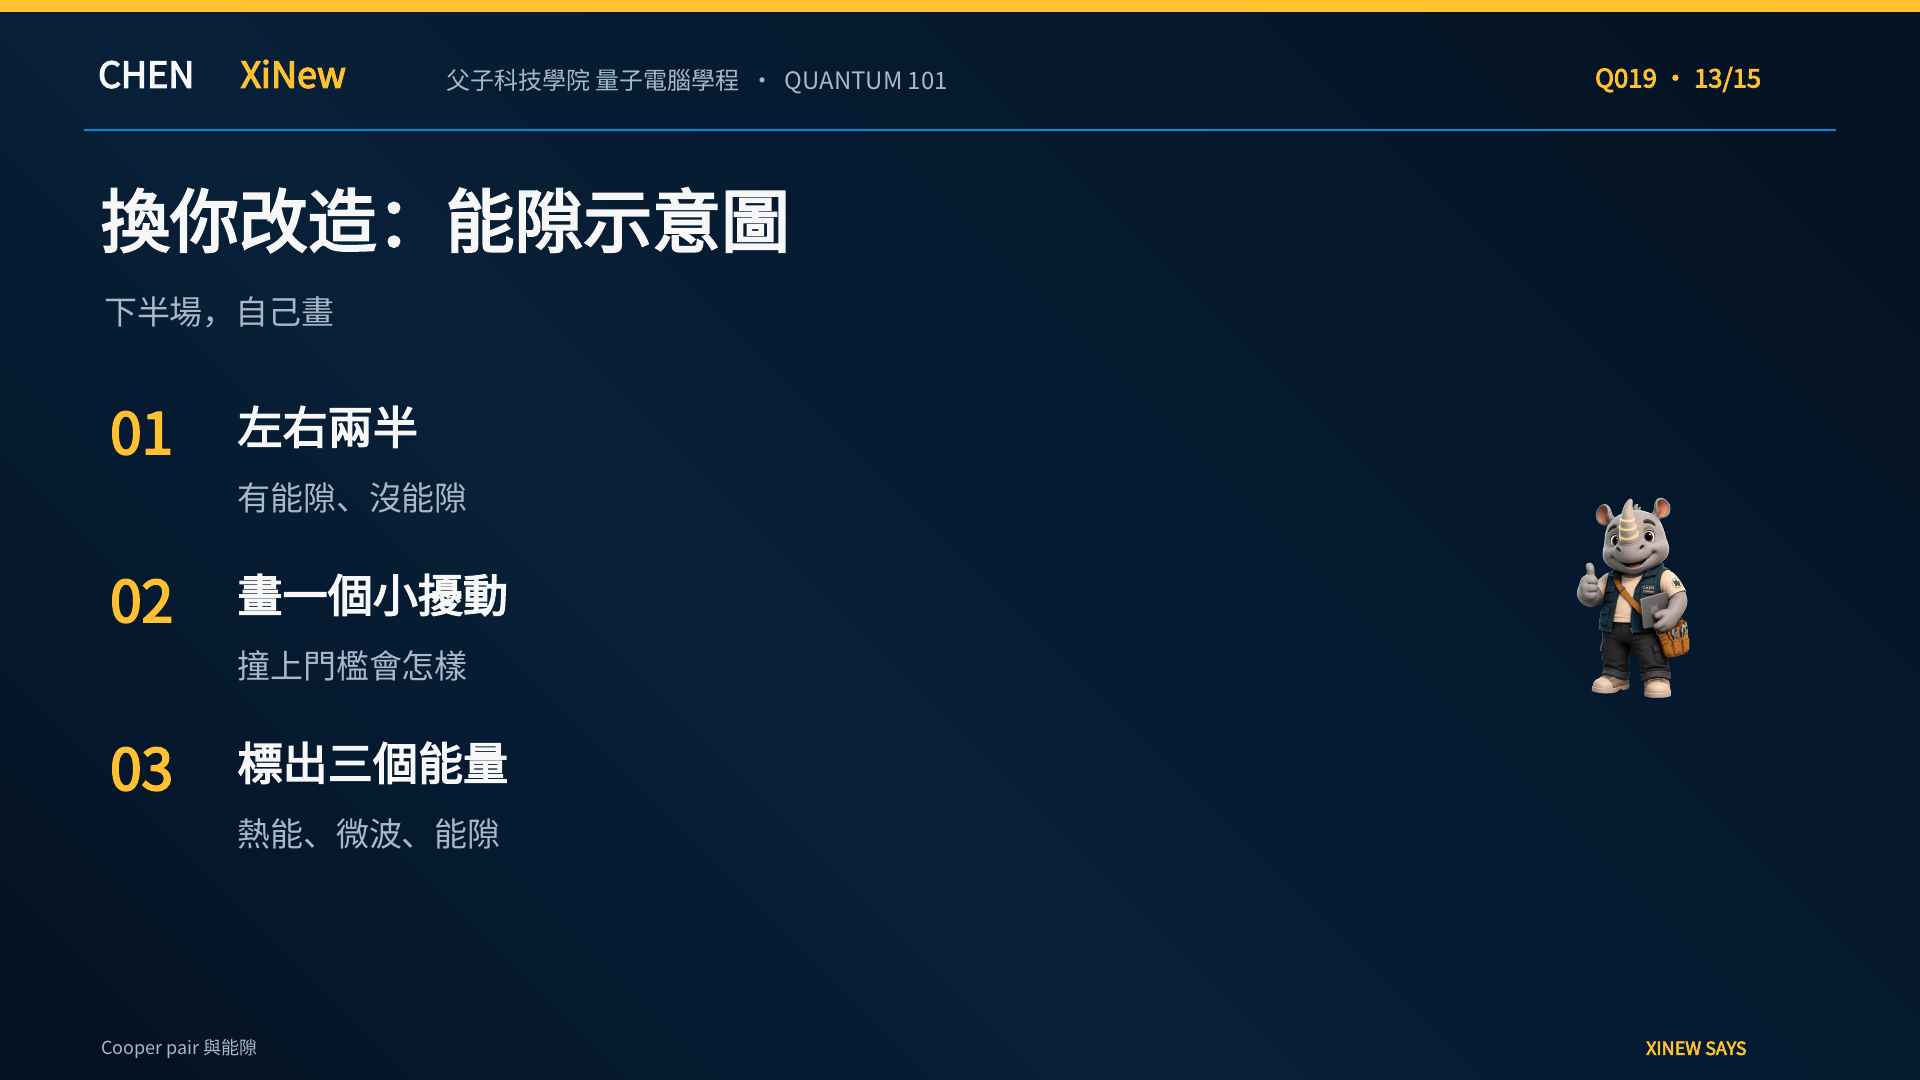 CHEN XiNew 父子科技學院 量子電腦學程 • QUANTUM 101 Q019 • 13/15
換你改造：能隙示意圖
下半場，自己畫
01 左右兩半
有能隙、沒能隙
02 畫一個小擾動
撞上門檻會怎樣
03 標出三個能量
熱能、微波、能隙
Cooper pair 與能隙 XINEW SAYS